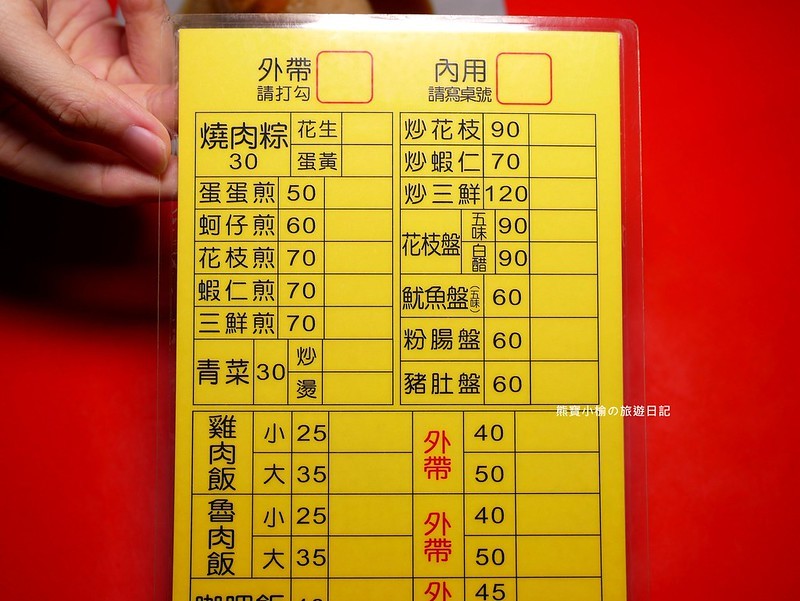 外帶
請打勾
內用
請寫桌號
燒肉粽 30 花生
蛋黃
蛋蛋煎 50
蚵仔煎 60
花枝煎 70
蝦仁煎 70
三鮮煎 70
青菜 30 炒
燙
炒花枝 90
炒蝦仁 70
炒三鮮 120
花枝盤 五味 90
白醋 90
魷魚盤(五味) 60
粉腸盤 60
豬肚盤 60
熊寶小榆の旅遊日記
雞肉飯 小 25 外帶 40
大 35 50
魯肉飯 小 25 外帶 40
大 35 50
外 45